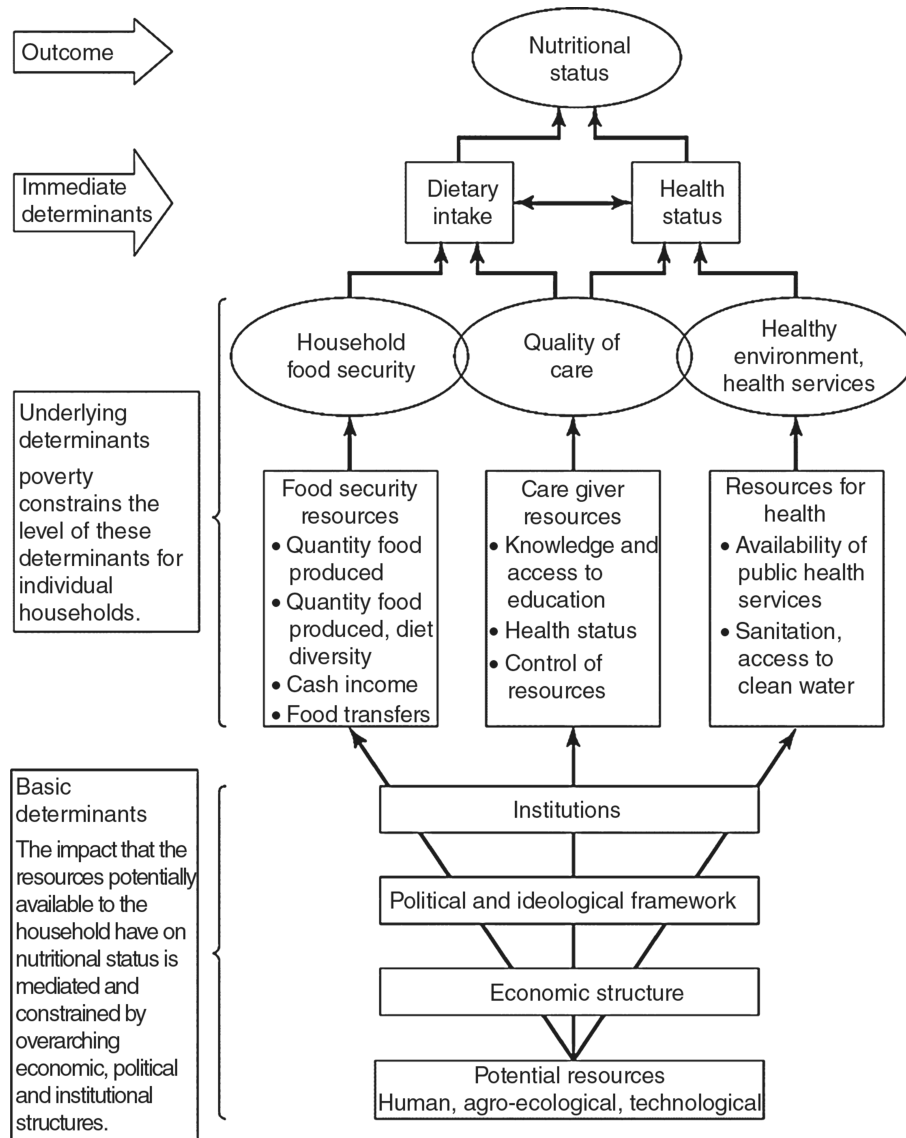 Outcome
Nutritional
status
Immediate
determinants
Dietary
intake
Health
status
Household
food security
Quality of
care
Healthy
environment,
health services
Underlying
determinants
poverty
constrains the
level of these
determinants for
individual
households.
Food security
resources
• Quantity food
produced
• Quantity food
produced, diet
diversity
• Cash income
• Food transfers
Care giver
resources
• Knowledge and
access to
education
• Health status
• Control of
resources
Resources for
health
• Availability of
public health
services
• Sanitation,
access to
clean water
Basic
determinants
The impact that the
resources potentially
available to the
household have on
nutritional status is
mediated and
constrained by
overarching
economic, political
and institutional
structures.
Institutions
Political and ideological framework
Economic structure
Potential resources
Human, agro-ecological, technological